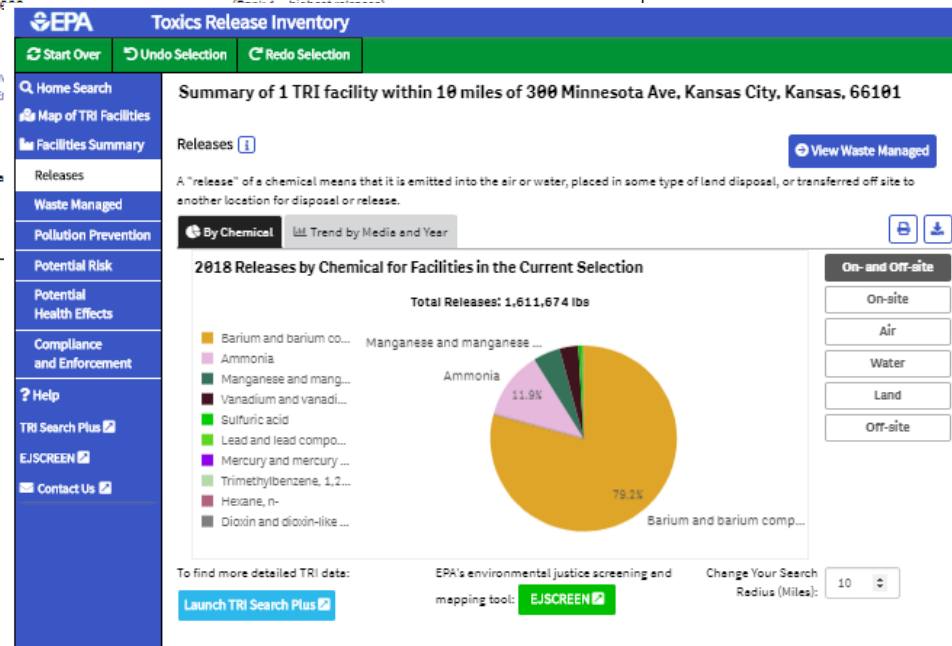 EPA Toxics Release Inventory
Start Over Undo Selection Redo Selection
Home Search
Map of TRI Facilities
Facilities Summary
Releases
Waste Managed
Pollution Prevention
Potential Risk
Potential
Health Effects
Compliance
and Enforcement
? Help
TRI Search Plus
EJSCREEN
Contact Us
Summary of 1 TRI facility within 10 miles of 300 Minnesota Ave, Kansas City, Kansas, 66101
Releases i
View Waste Managed
A "release" of a chemical means that it is emitted into the air or water, placed in some type of land disposal, or transferred off site to
another location for disposal or release.
By Chemical Trend by Media and Year
2018 Releases by Chemical for Facilities in the Current Selection
Total Releases: 1,611,674 lbs
Barium and barium co...
Ammonia
Manganese and mang...
Vanadium and vanadi...
Sulfuric acid
Lead and lead compo...
Mercury and mercury ...
Trimethylbenzene, 1,2...
Hexane, n-
Dioxin and dioxin-like ...
Manganese and manganese ...
Ammonia
11.9%
79.2%
Barium and barium comp...
On- and Off-site
On-site
Air
Water
Land
Off-site
To find more detailed TRI data:
Launch TRI Search Plus
EPA's environmental justice screening and
mapping tool: EJSCREEN
Change Your Search
Radius (Miles): 10